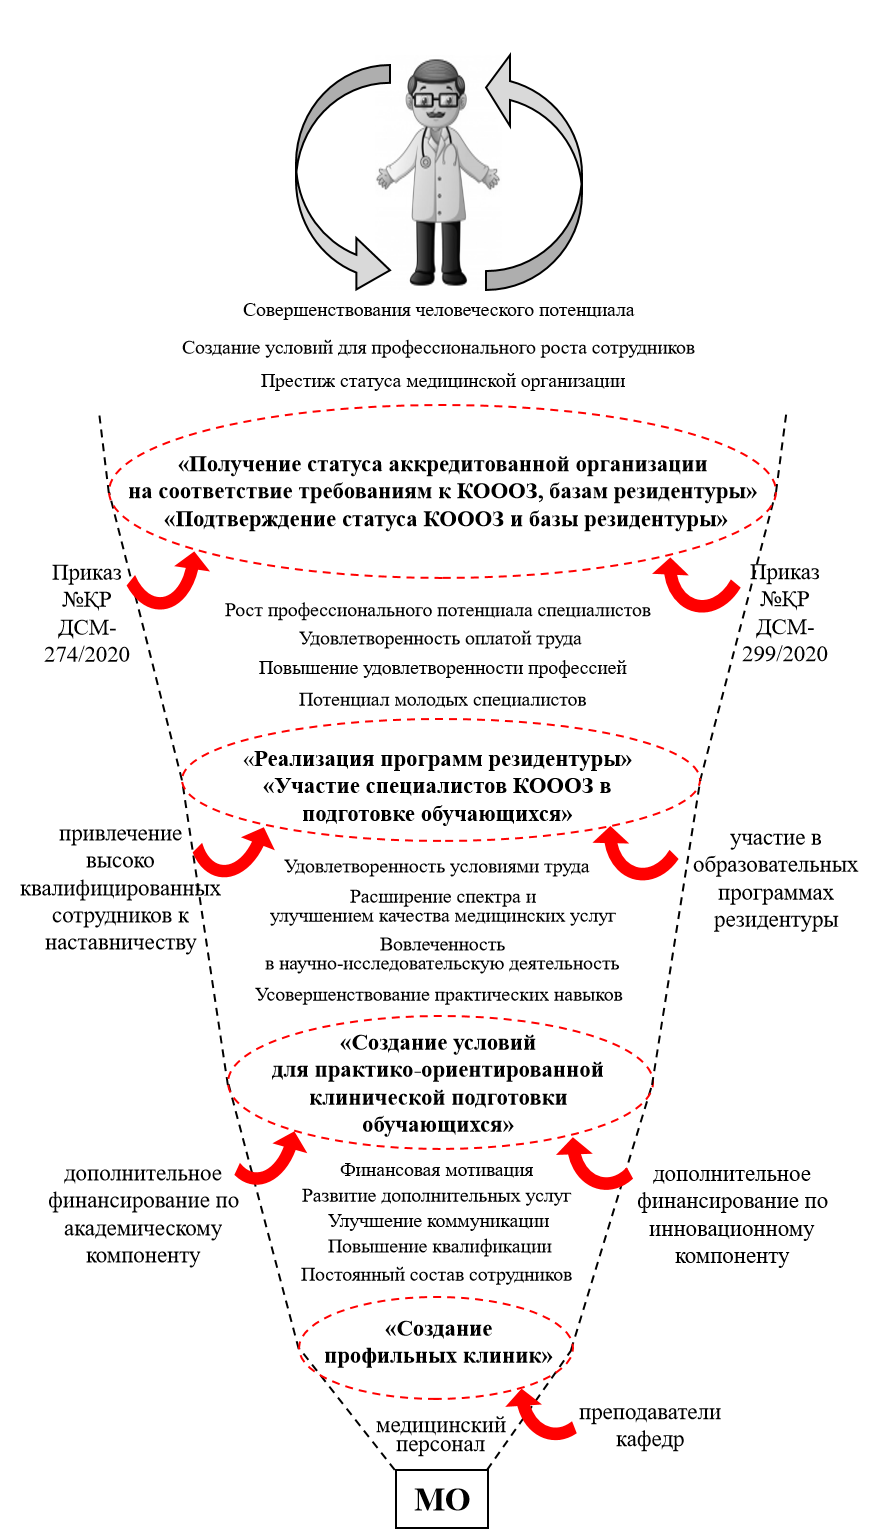 Совершенствования человеческого потенциала
Создание условий для профессионального роста сотрудников
Престиж статуса медицинской организации
«Получение статуса аккредитованной организации
на соответствие требованиям к КОООЗ, базам резидентуры»
«Подтверждение статуса КОООЗ и базы резидентуры»
Приказ
№ҚР
ДСМ-
274/2020
Приказ
№ҚР
ДСМ-
299/2020
Рост профессионального потенциала специалистов
Удовлетворенность оплатой труда
Повышение удовлетворенности профессией
Потенциал молодых специалистов
«Реализация программ резидентуры»
«Участие специалистов КОООЗ в
подготовке обучающихся»
привлечение
высоко
квалифицированных
сотрудников к
наставничеству
участие в
образовательных
программах
резидентуры
Удовлетворенность условиями труда
Расширение спектра и
улучшением качества медицинских услуг
Вовлеченность
в научно-исследовательскую деятельность
Усовершенствование практических навыков
«Создание условий
для практико-ориентированной
клинической подготовки
обучающихся»
дополнительное
финансирование по
академическому
компоненту
дополнительное
финансирование по
инновационному
компоненту
Финансовая мотивация
Развитие дополнительных услуг
Улучшение коммуникации
Повышение квалификации
Постоянный состав сотрудников
«Создание
профильных клиник»
преподаватели
кафедр
медицинский
персонал
МО